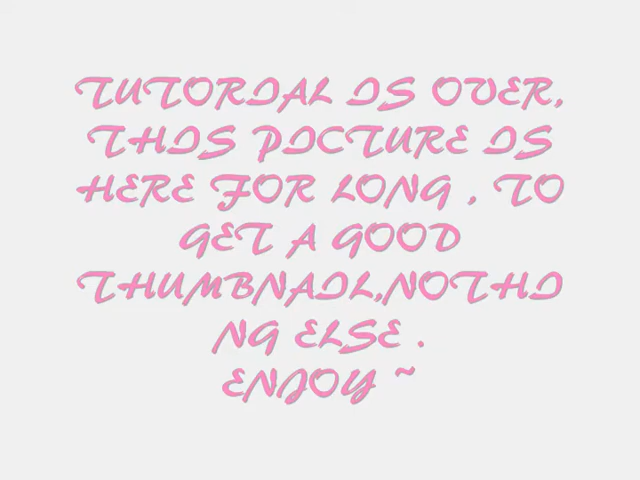 TUTORIAL IS OVER,
THIS PICTURE IS
HERE FOR LONG , TO
GET A GOOD
THUMBNAIL,NOTHI
NG ELSE .
ENJOY ~